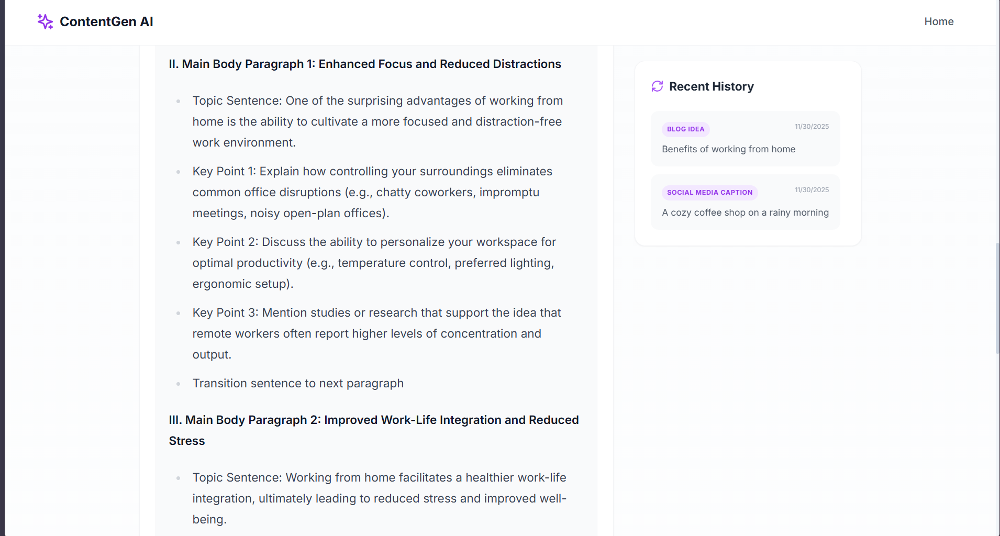 ContentGen AI
Home
II. Main Body Paragraph 1: Enhanced Focus and Reduced Distractions
Topic Sentence: One of the surprising advantages of working from
home is the ability to cultivate a more focused and distraction-free
work environment.
Key Point 1: Explain how controlling your surroundings eliminates
common office disruptions (e.g., chatty coworkers, impromptu
meetings, noisy open-plan offices).
Key Point 2: Discuss the ability to personalize your workspace for
optimal productivity (e.g., temperature control, preferred lighting,
ergonomic setup).
Key Point 3: Mention studies or research that support the idea that
remote workers often report higher levels of concentration and
output.
Transition sentence to next paragraph
III. Main Body Paragraph 2: Improved Work-Life Integration and Reduced
Stress
Topic Sentence: Working from home facilitates a healthier work-life
integration, ultimately leading to reduced stress and improved well-
being.
Recent History
BLOG IDEA
11/30/2025
Benefits of working from home
SOCIAL MEDIA CAPTION
11/30/2025
A cozy coffee shop on a rainy morning